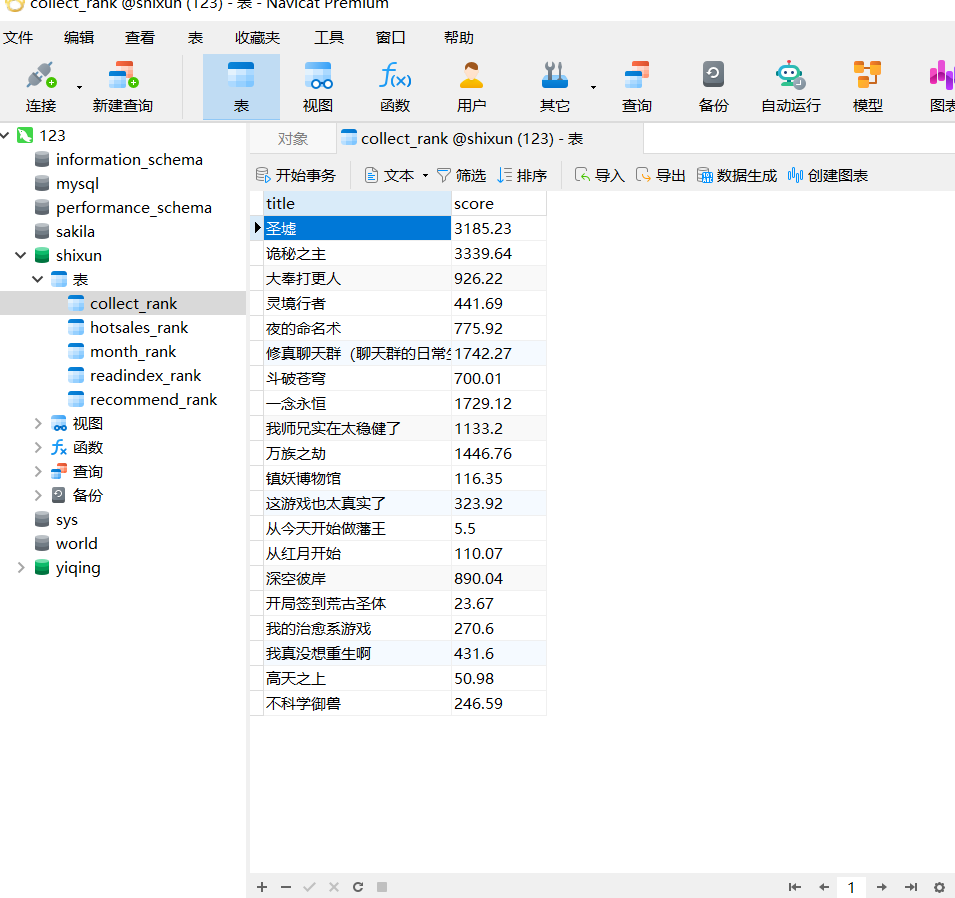 collect_rank @shixun (123) - 表 - Navicat Premium
文件 编辑 查看 表 收藏夹 工具 窗口 帮助
连接 新建查询 表 视图 函数 用户 其它 查询 备份 自动运行 模型 图表
123
information_schema
mysql
performance_schema
sakila
shixun
表
collect_rank
hotsales_rank
month_rank
readindex_rank
recommend_rank
视图
函数
查询
备份
sys
world
yiqing
对象 collect_rank @shixun (123) - 表
开始事务 文本 筛选 排序 导入 导出 数据生成 创建图表
title score
圣墟 3185.23
诡秘之主 3339.64
大奉打更人 926.22
灵境行者 441.69
夜的命名术 775.92
修真聊天群（聊天群的日常生 1742.27
斗破苍穹 700.01
一念永恒 1729.12
我师兄实在太稳健了 1133.2
万族之劫 1446.76
镇妖博物馆 116.35
这游戏也太真实了 323.92
从今天开始做藩王 5.5
从红月开始 110.07
深空彼岸 890.04
开局签到荒古圣体 23.67
我的治愈系游戏 270.6
我真没想重生啊 431.6
高天之上 50.98
不科学御兽 246.59
1